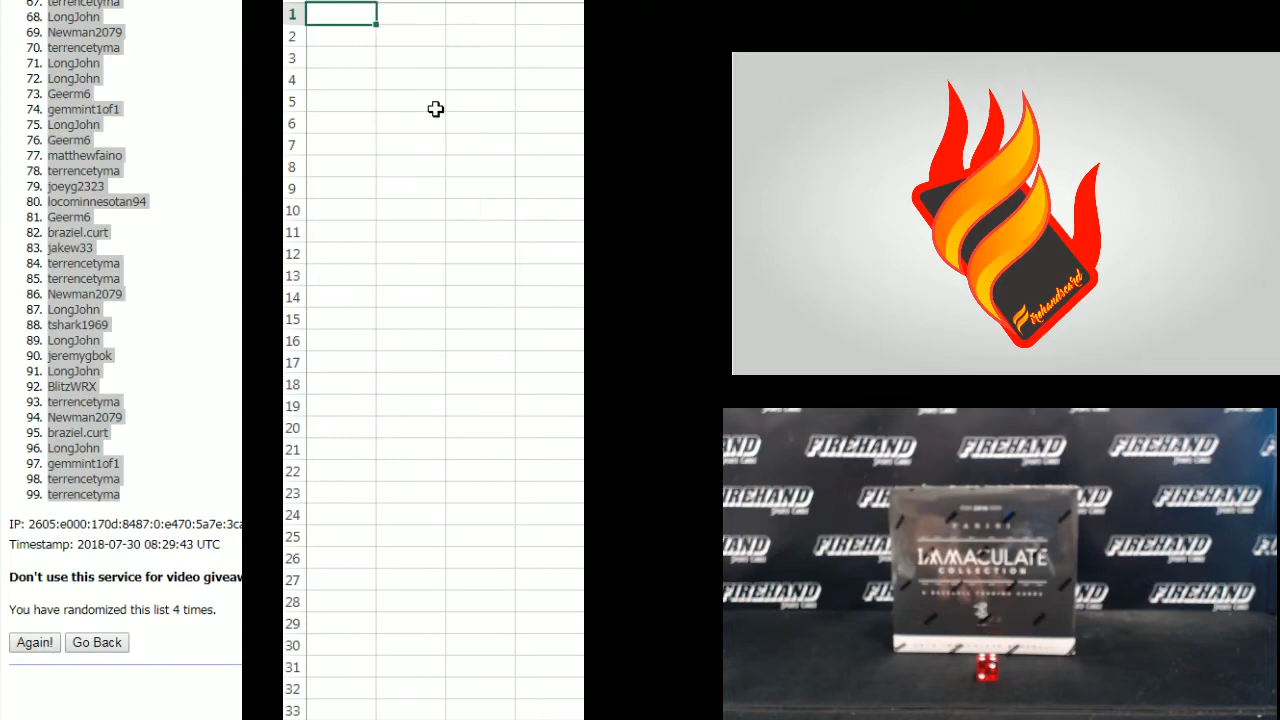 67. terrencetyma
68. LongJohn
69. Newman2079
70. terrencetyma
71. LongJohn
72. LongJohn
73. Geerm6
74. gemmint1of1
75. LongJohn
76. Geerm6
77. matthewfaino
78. terrencetyma
79. joeyg2323
80. locominnesotan94
81. Geerm6
82. braziel.curt
83. jakew33
84. terrencetyma
85. terrencetyma
86. Newman2079
87. LongJohn
88. tshark1969
89. LongJohn
90. jeremygbok
91. LongJohn
92. BlitzWRX
93. terrencetyma
94. Newman2079
95. braziel.curt
96. LongJohn
97. gemmint1of1
98. terrencetyma
99. terrencetyma
IP: 2605:e000:170d:8487:0:e470:5a7e:3ca
Timestamp: 2018-07-30 08:29:43 UTC
Don't use this service for video giveaw
You have randomized this list 4 times.
Again! Go Back
1
2
3
4
5
6
7
8
9
10
11
12
13
14
15
16
17
18
19
20
21
22
23
24
25
26
27
28
29
30
31
32
33
Firehandscard
FIREHAND FIREHAND FIREHAND
FIREHAND
PANINI
IMMACULATE
COLLECTION